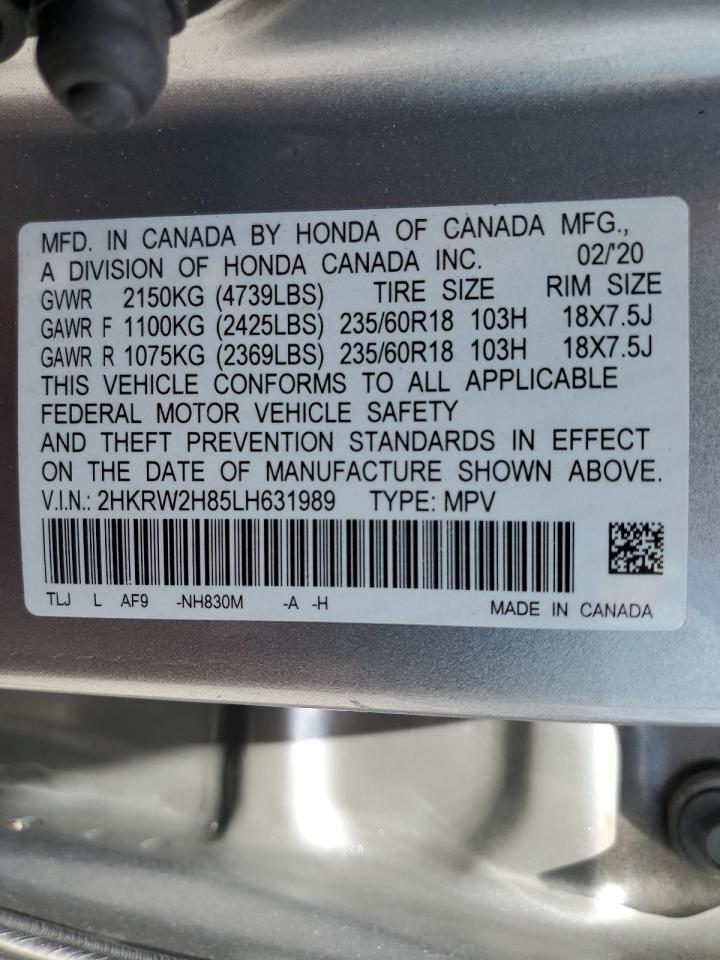 MFD. IN CANADA BY HONDA OF CANADA MFG.,
A DIVISION OF HONDA CANADA INC. 02/'20
GVWR 2150KG (4739LBS) TIRE SIZE RIM SIZE
GAWR F 1100KG (2425LBS) 235/60R18 103H 18X7.5J
GAWR R 1075KG (2369LBS) 235/60R18 103H 18X7.5J
THIS VEHICLE CONFORMS TO ALL APPLICABLE
FEDERAL MOTOR VEHICLE SAFETY
AND THEFT PREVENTION STANDARDS IN EFFECT
ON THE DATE OF MANUFACTURE SHOWN ABOVE.
V.I.N.: 2HKRW2H85LH631989 TYPE: MPV
TLJ L AF9 -NH830M -A -H MADE IN CANADA